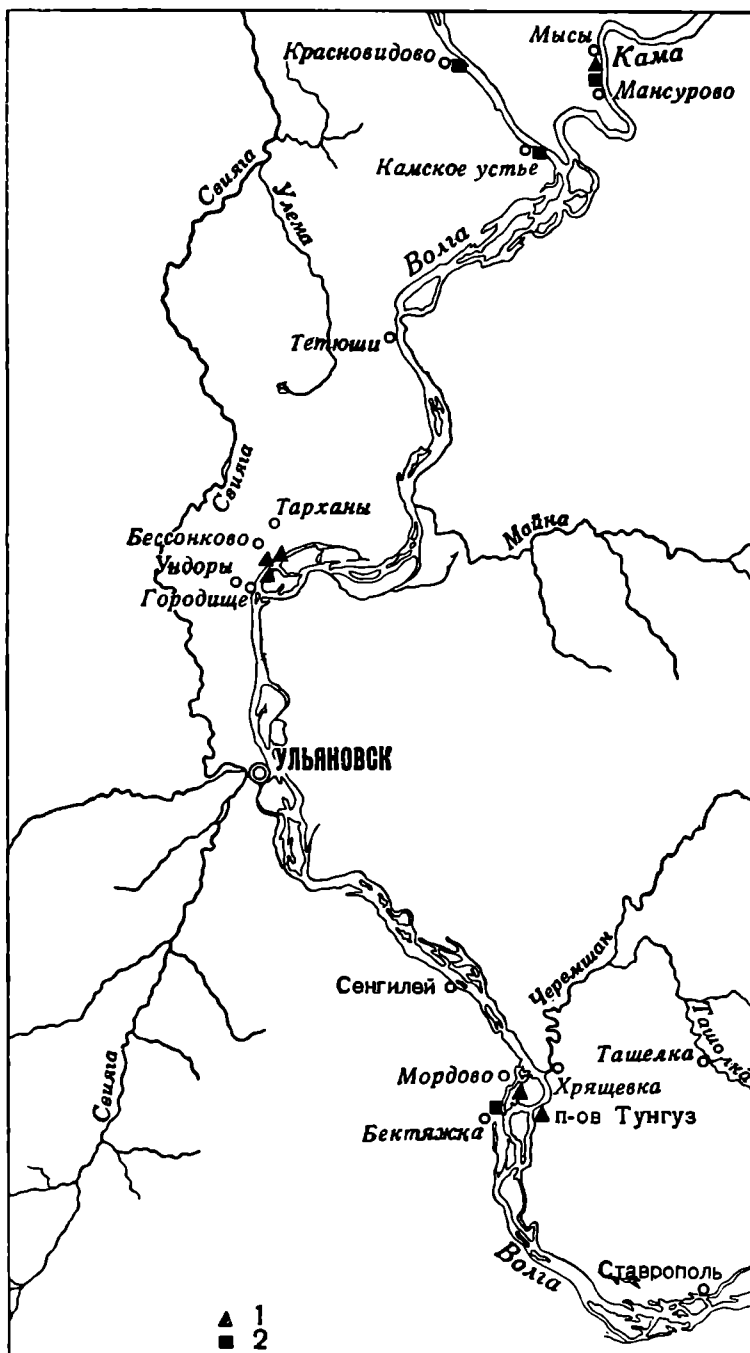 Мысы
Кама
Красновидово
Мансурово
Камское устье
Свияга
Улема
Волга
Тетюши
Свияга
Тарханы
Бессонково
Майна
Ундоры
Городище
УЛЬЯНОВСК
Черемшан
Сенгилей
Ташолка
Ташелка
Мордово
Хрящевка
п-ов Тунгуз
Бектяжка
Свияга
Волга
Ставрополь
1
2